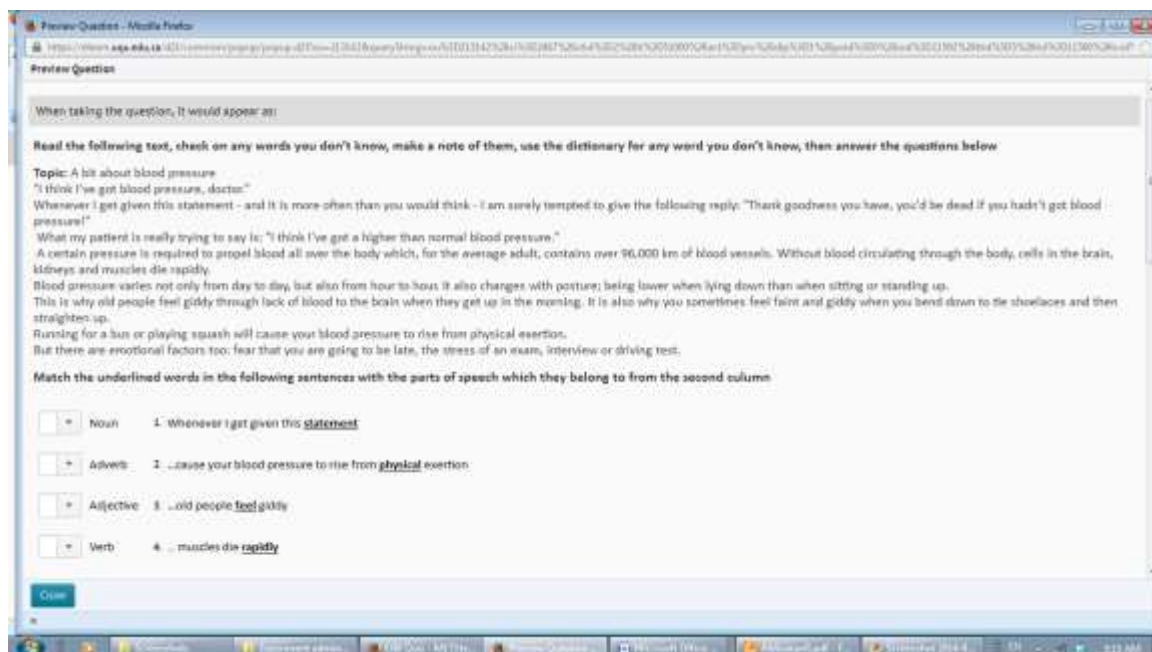 Preview Question - Mozilla Firefox
Preview Question
When taking the question, it would appear as:
Read the following text, check on any words you don't know, make a note of them, use the dictionary for any word you don't know, then answer the questions below
Topic: A bit about blood pressure
"I think I've got blood pressure, doctor."
Whenever I get given this statement - and it is more often than you would think - I am sorely tempted to give the following reply: "Thank goodness you have, you'd be dead if you hadn't got blood
pressure!"
What my patient is really trying to say is: "I think I've got a higher than normal blood pressure."
A certain pressure is required to propel blood all over the body which, for the average adult, contains over 96,000 km of blood vessels. Without blood circulating through the body, cells in the brain,
kidneys and muscles die rapidly.
Blood pressure varies not only from day to day, but also from hour to hour. It also changes with posture; being lower when lying down than when sitting or standing up.
This is why old people feel giddy through lack of blood to the brain when they get up in the morning. It is also why you sometimes feel faint and giddy when you bend down to tie shoelaces and then
straighten up.
Running for a bus or playing squash will cause your blood pressure to rise from physical exertion.
But there are emotional factors too: fear that you are going to be late, the stress of an exam, interview or driving test.
Match the underlined words in the following sentences with the parts of speech which they belong to from the second column
Noun 1. Whenever I get given this statement
Adverb 2. ...cause your blood pressure to rise from physical exertion
Adjective 3. ...old people feel giddy
Verb 4. ... muscles die rapidly
Close
EN 9:13 AM